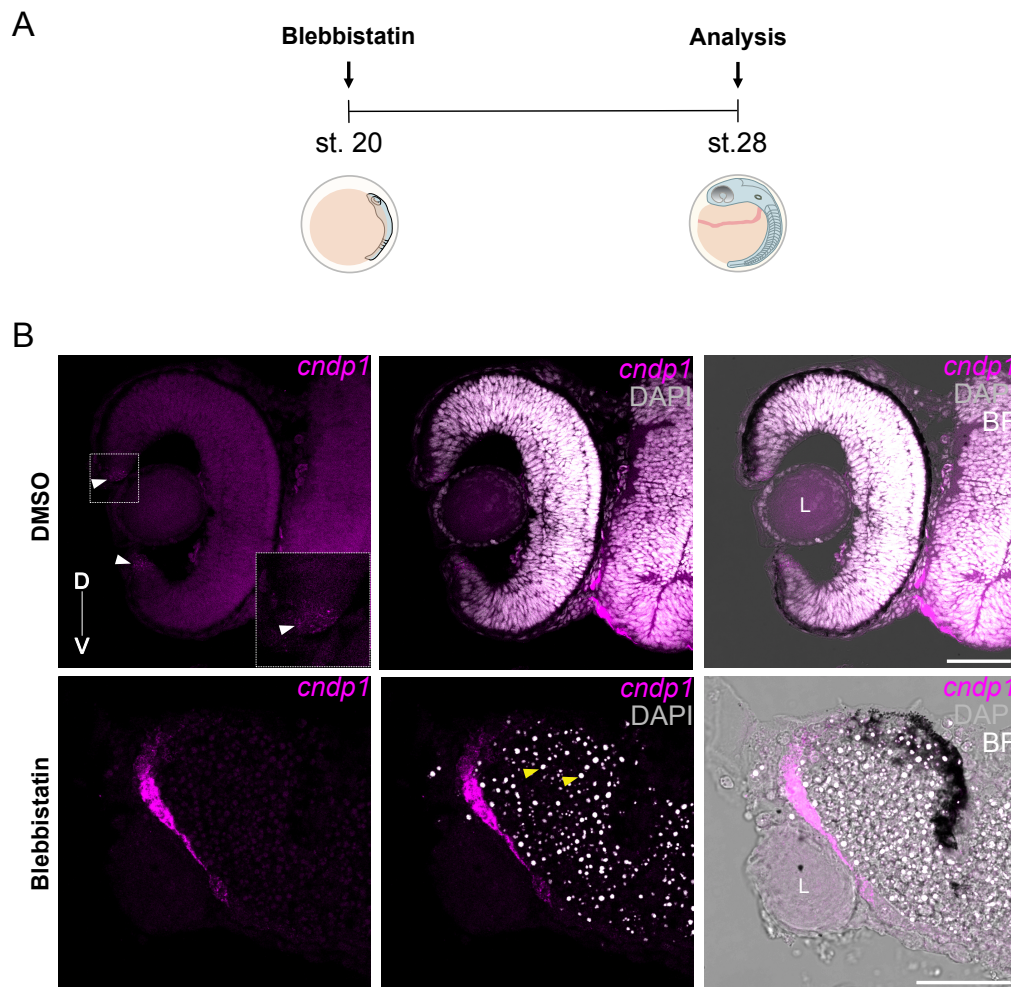 A
Blebbistatin
Analysis
st. 20
st.28
B
DMSO
cndp1
D
V
cndp1
DAPI
cndp1
DAPI
BF
L
Blebbistatin
cndp1
cndp1
DAPI
cndp1
DAP
BF
L